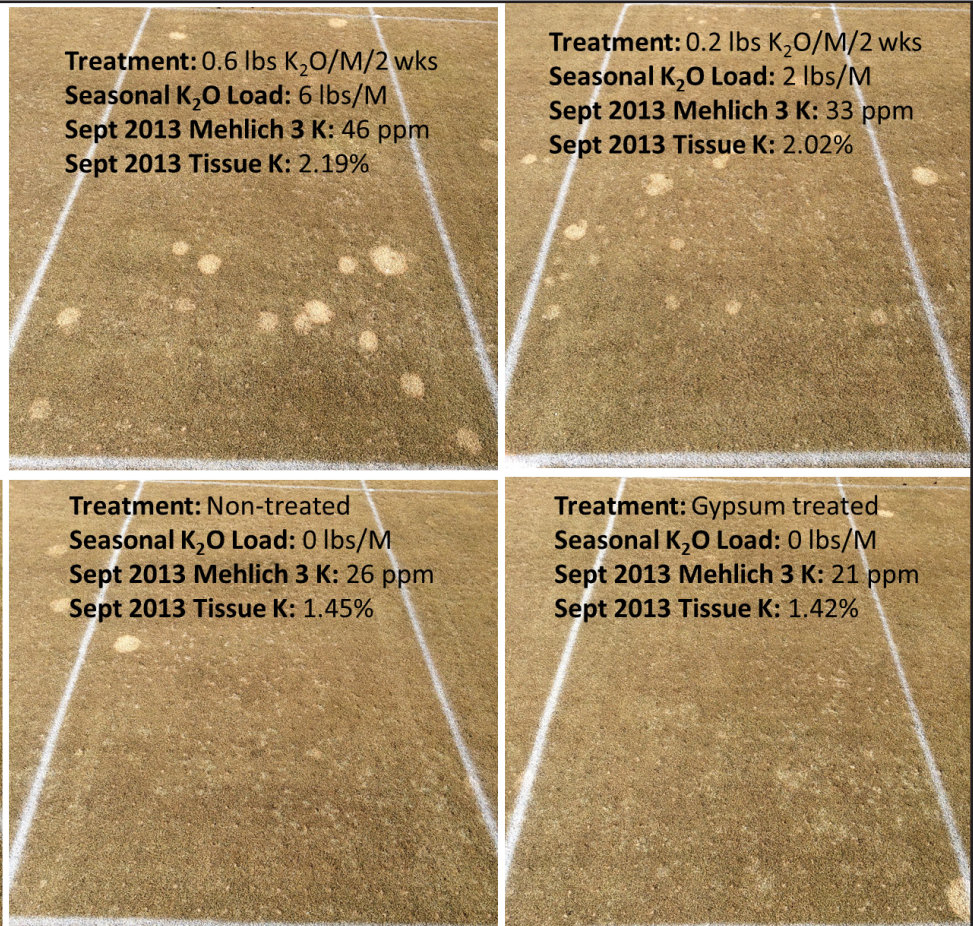 Treatment: 0.6 lbs K₂O/M/2 wks
Seasonal K₂O Load: 6 lbs/M
Sept 2013 Mehlich 3 K: 46 ppm
Sept 2013 Tissue K: 2.19%
Treatment: 0.2 lbs K₂O/M/2 wks
Seasonal K₂O Load: 2 lbs/M
Sept 2013 Mehlich 3 K: 33 ppm
Sept 2013 Tissue K: 2.02%
Treatment: Non-treated
Seasonal K₂O Load: 0 lbs/M
Sept 2013 Mehlich 3 K: 26 ppm
Sept 2013 Tissue K: 1.45%
Treatment: Gypsum treated
Seasonal K₂O Load: 0 lbs/M
Sept 2013 Mehlich 3 K: 21 ppm
Sept 2013 Tissue K: 1.42%